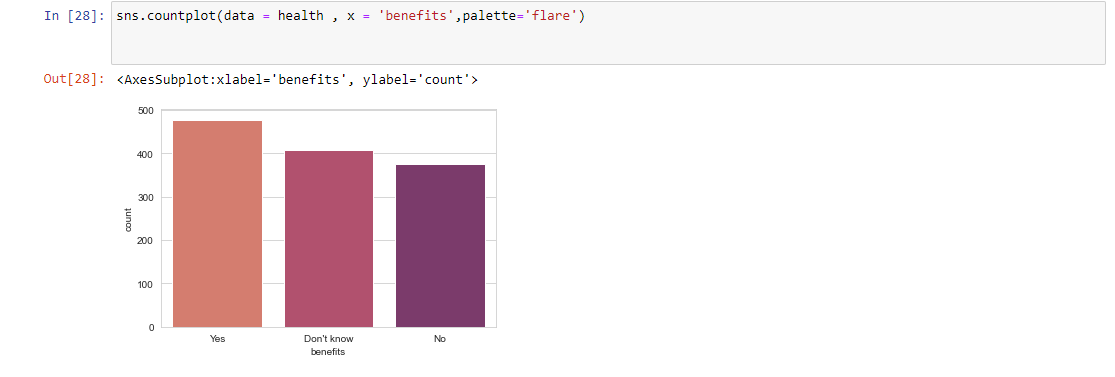 In [28]: sns.countplot(data = health , x = 'benefits',palette='flare')
Out[28]: <AxesSubplot:xlabel='benefits', ylabel='count'>
500
400
300
200
100
0
count
Yes Don't know No
benefits